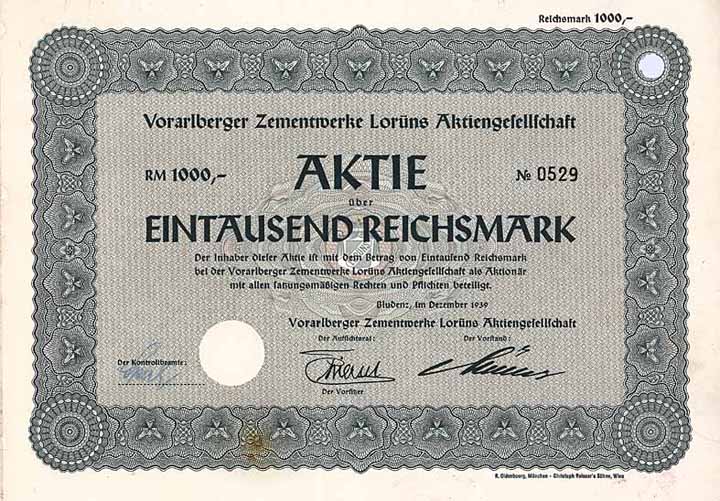 Reichsmark 1000,-
Vorarlberger Zementwerke Lorüns Aktiengesellschaft
RM 1000,-
AKTIE
№ 0529
über
EINTAUSEND REICHSMARK
Der Inhaber dieser Aktie ist mit dem Betrag von Eintausend Reichsmark
bei der Vorarlberger Zementwerke Lorüns Aktiengesellschaft als Aktionär
mit allen satzungsmäßigen Rechten und Pflichten beteiligt.
Bludenz, im Dezember 1939
Vorarlberger Zementwerke Lorüns Aktiengesellschaft
Der Aufsichtsrat: Der Vorstand:
Der Kontrollbeamte:
Der Vorsitzer
R. Oldenbourg, München - Christoph Reisser's Söhne, Wien